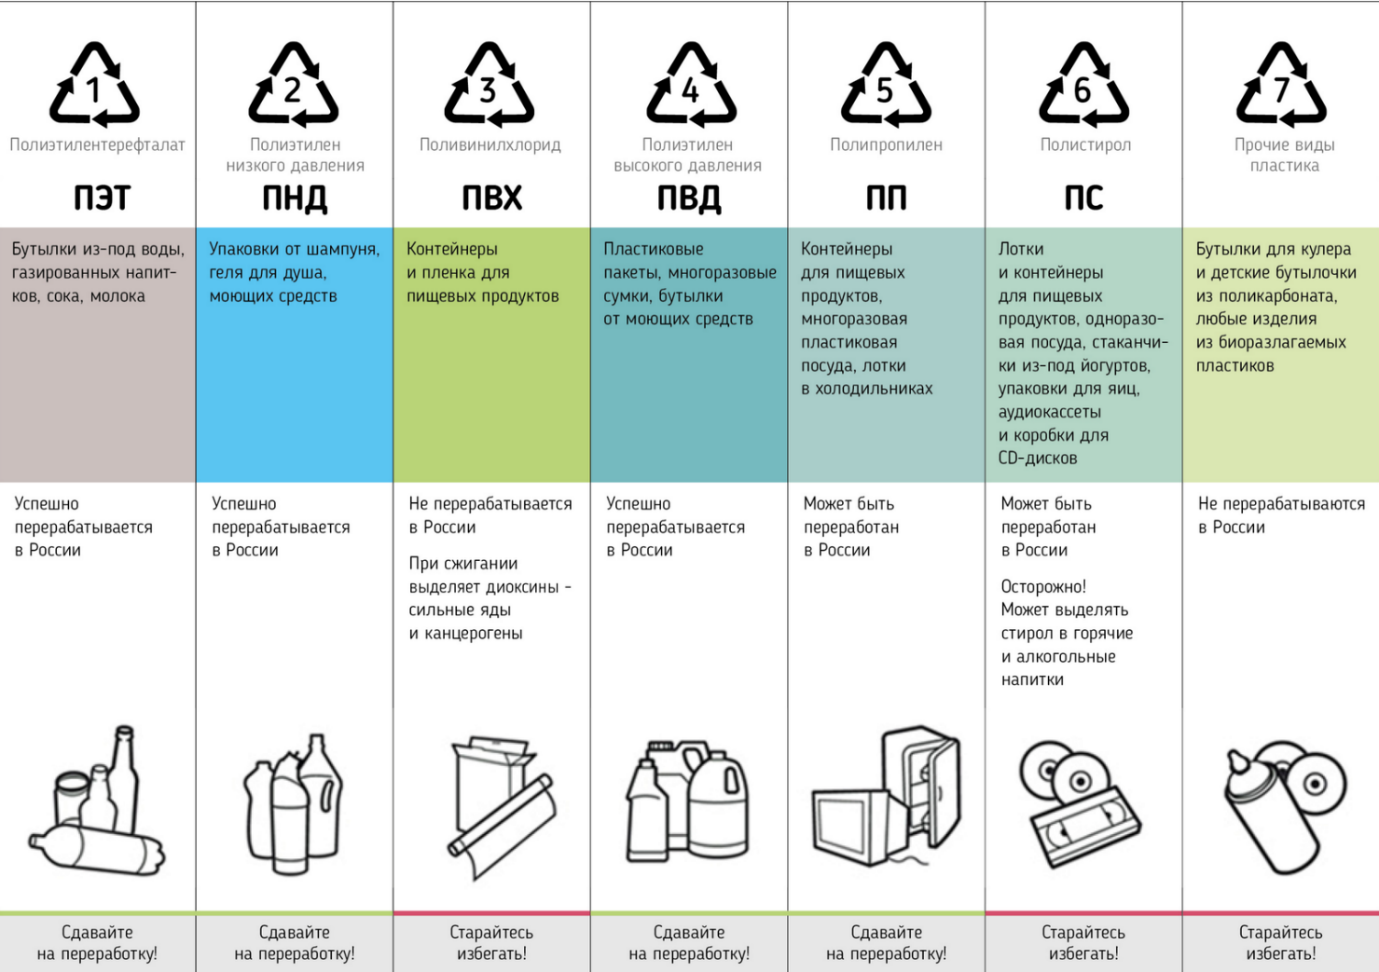 1
Полиэтилентерефталат
ПЭТ
Бутылки из-под воды,
газированных напит-
ков, сока, молока
Успешно
перерабатывается
в России
Сдавайте
на переработку!
2
Полиэтилен
низкого давления
ПНД
Упаковки от шампуня,
геля для душа,
моющих средств
Успешно
перерабатывается
в России
Сдавайте
на переработку!
3
Поливинилхлорид
ПВХ
Контейнеры
и пленка для
пищевых продуктов
Не перерабатывается
в России
При сжигании
выделяет диоксины -
сильные яды
и канцерогены
Старайтесь
избегать!
4
Полиэтилен
высокого давления
ПВД
Пластиковые
пакеты, многоразовые
сумки, бутылки
от моющих средств
Успешно
перерабатывается
в России
Сдавайте
на переработку!
5
Полипропилен
ПП
Контейнеры
для пищевых
продуктов,
многоразовая
пластиковая
посуда, лотки
в холодильниках
Может быть
переработан
в России
Сдавайте
на переработку!
6
Полистирол
ПС
Лотки
и контейнеры
для пищевых
продуктов, одноразо-
вая посуда, стаканчи-
ки из-под йогуртов,
упаковки для яиц,
аудиокассеты
и коробки для
CD-дисков
Может быть
переработан
в России
Осторожно!
Может выделять
стирол в горячие
и алкогольные
напитки
Старайтесь
избегать!
7
Прочие виды
пластика
Бутылки для кулера
и детские бутылочки
из поликарбоната,
любые изделия
из биоразлагаемых
пластиков
Не перерабатываются
в России
Старайтесь
избегать!